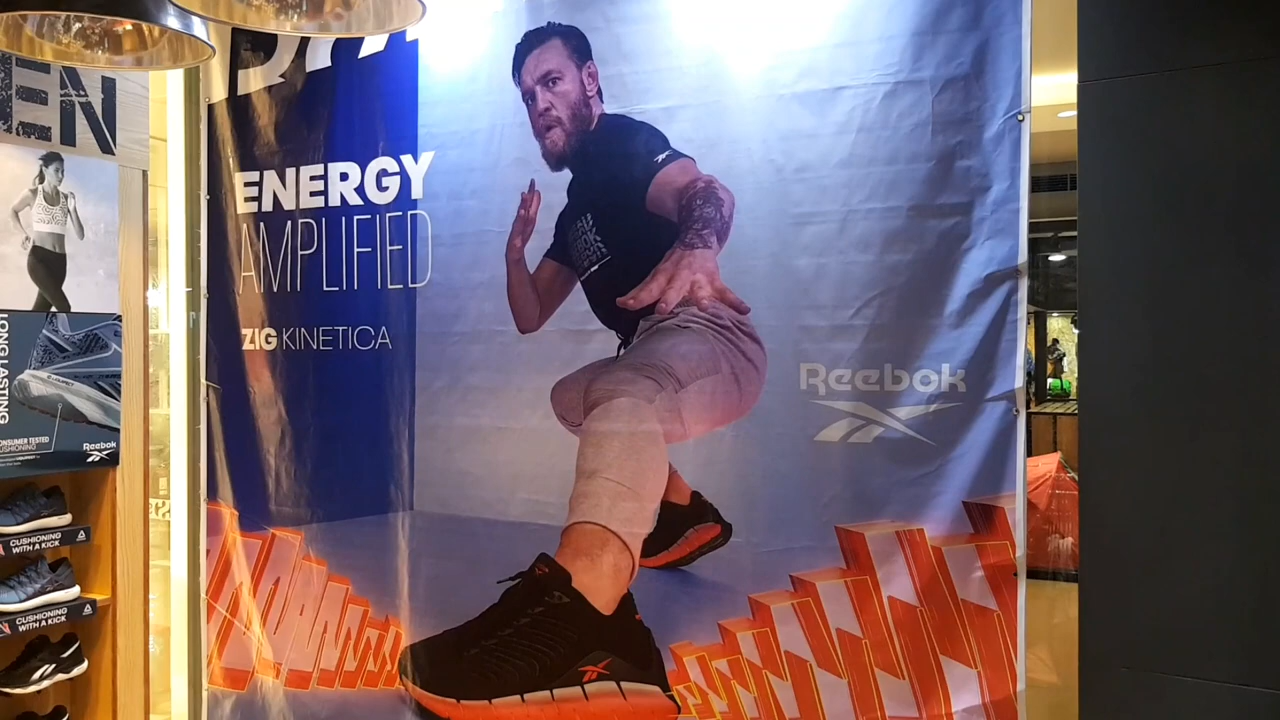 EN
ENERGY
AMPLIFIED
ZIG KINETICA
Reebok
LONG LASTING
CONSUMER TESTED
CUSHIONING
Reebok
CUSHIONING
WITH A KICK
CUSHIONING
WITH A KICK